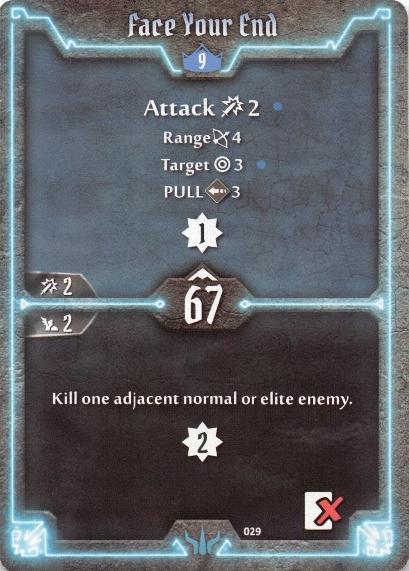 Face Your End
9
Attack 2
Range 4
Target 3
PULL 3
1
2
67
2
Kill one adjacent normal or elite enemy.
2
029